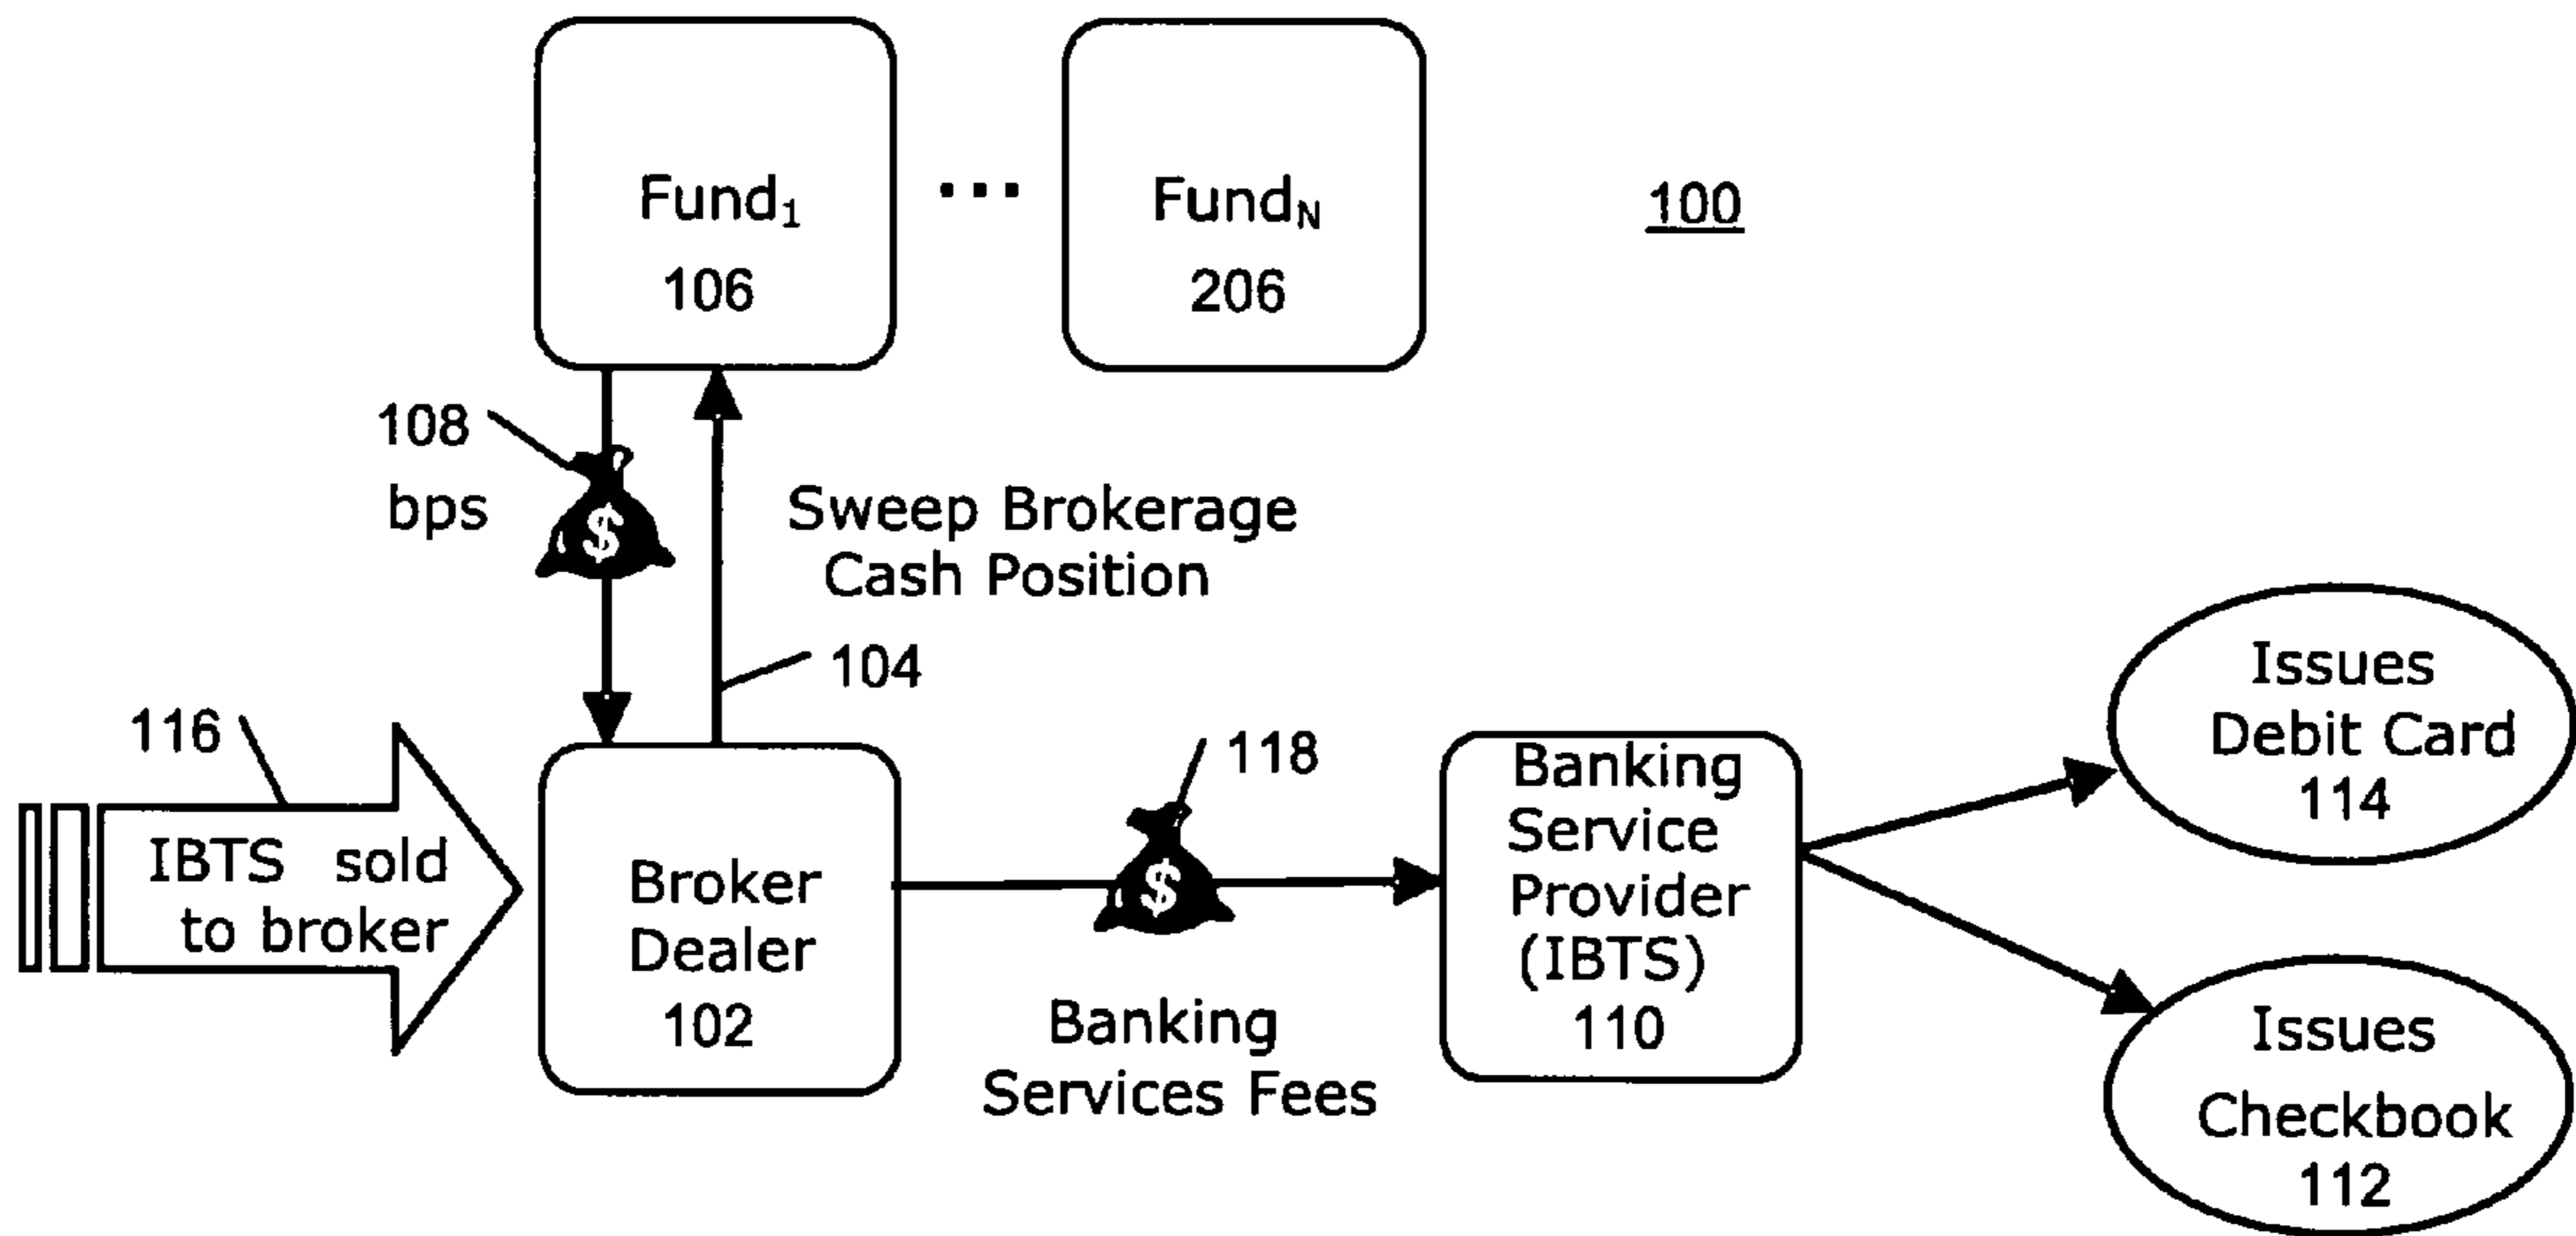 Fund₁
106
...
Fund_N
206
100
108
bps
$
Sweep Brokerage
Cash Position
104
116
IBTS sold
to broker
Broker
Dealer
102
118
$
Banking
Services Fees
Banking
Service
Provider
(IBTS)
110
Issues
Debit Card
114
Issues
Checkbook
112